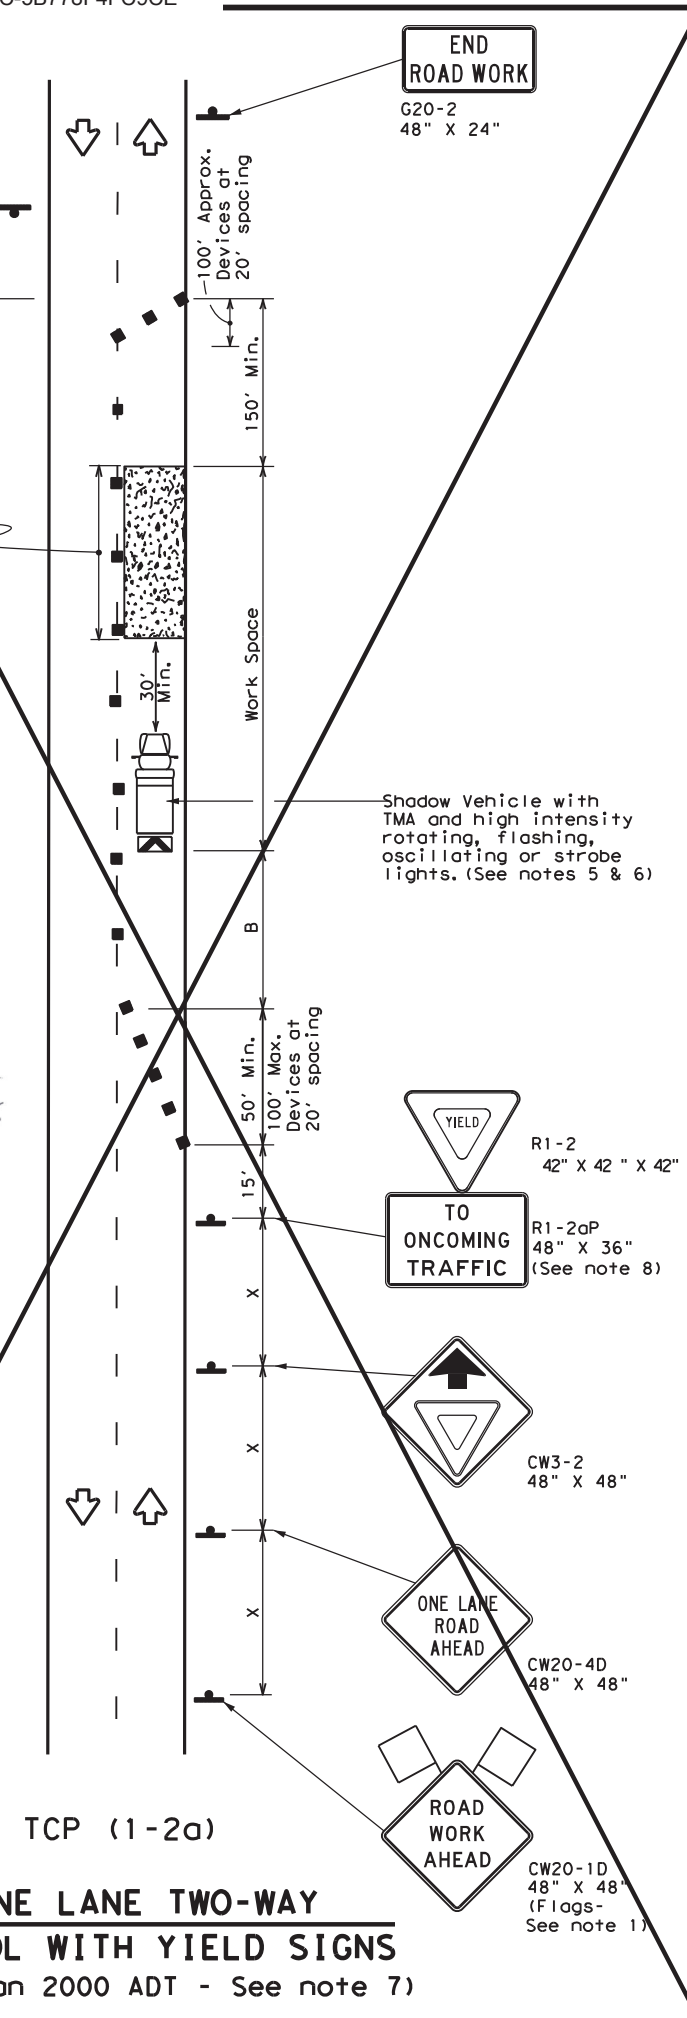 END
ROAD WORK
G20-2
48" X 24"
100' Approx.
Devices at
20' spacing
150' Min.
Work Space
30'
Min.
Shadow Vehicle with
TMA and high intensity
rotating, flashing,
oscillating or strobe
lights. (See notes 5 & 6)
B
50' Min.
100' Max.
Devices at
20' spacing
15'
YIELD
R1-2
42" X 42 " X 42"
TO
ONCOMING
TRAFFIC
R1-2aP
48" X 36"
(See note 8)
X
CW3-2
48" X 48"
X
ONE LANE
ROAD
AHEAD
CW20-4D
48" X 48"
X
ROAD
WORK
AHEAD
CW20-1D
48" X 48"
(Flags-
See note 1)
TCP (1-2a)
NE LANE TWO-WAY
OL WITH YIELD SIGNS
an 2000 ADT - See note 7)